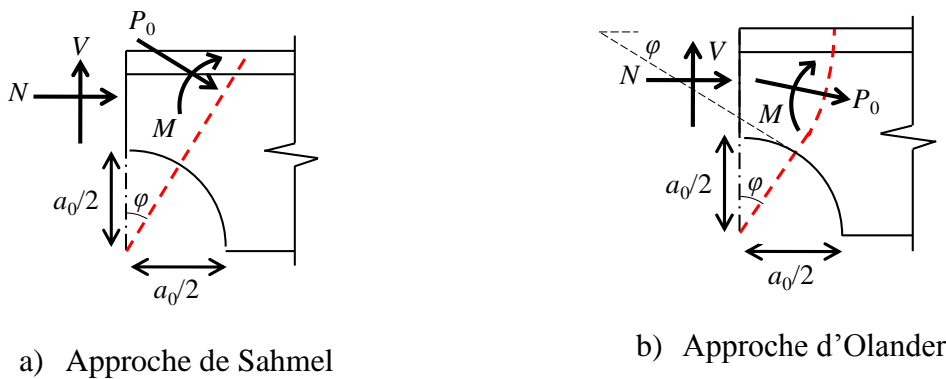 P0
V
N
M
a0/2
φ
a0/2
a) Approche de Sahmel
φ
V
N
P0
M
a0/2
φ
a0/2
b) Approche d’Olander